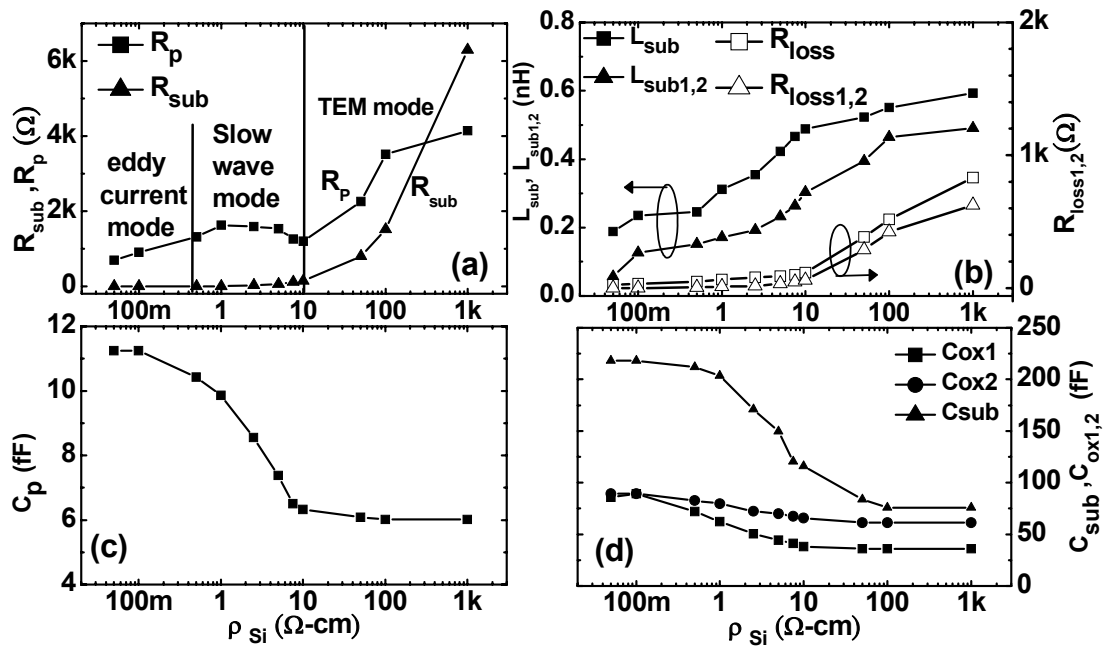 R_p
R_sub
6k
4k
2k
0
R_sub, R_p (Ω)
eddy
current
mode
Slow
wave
mode
TEM mode
R_P
R_sub
(a)
100m 1 10 100 1k
L_sub R_loss
L_sub1,2 R_loss1,2
0.8
0.6
0.4
0.2
0.0
L_sub, L_sub1,2 (nH)
2k
1k
0
R_loss1,2(Ω)
(b)
100m 1 10 100 1k
12
10
8
6
4
C_p (fF)
(c)
100m 1 10 100 1k
ρ_Si (Ω-cm)
Cox1
Cox2
Csub
250
200
150
100
50
0
C_sub, C_ox1,2 (fF)
(d)
100m 1 10 100 1k
ρ_Si (Ω-cm)